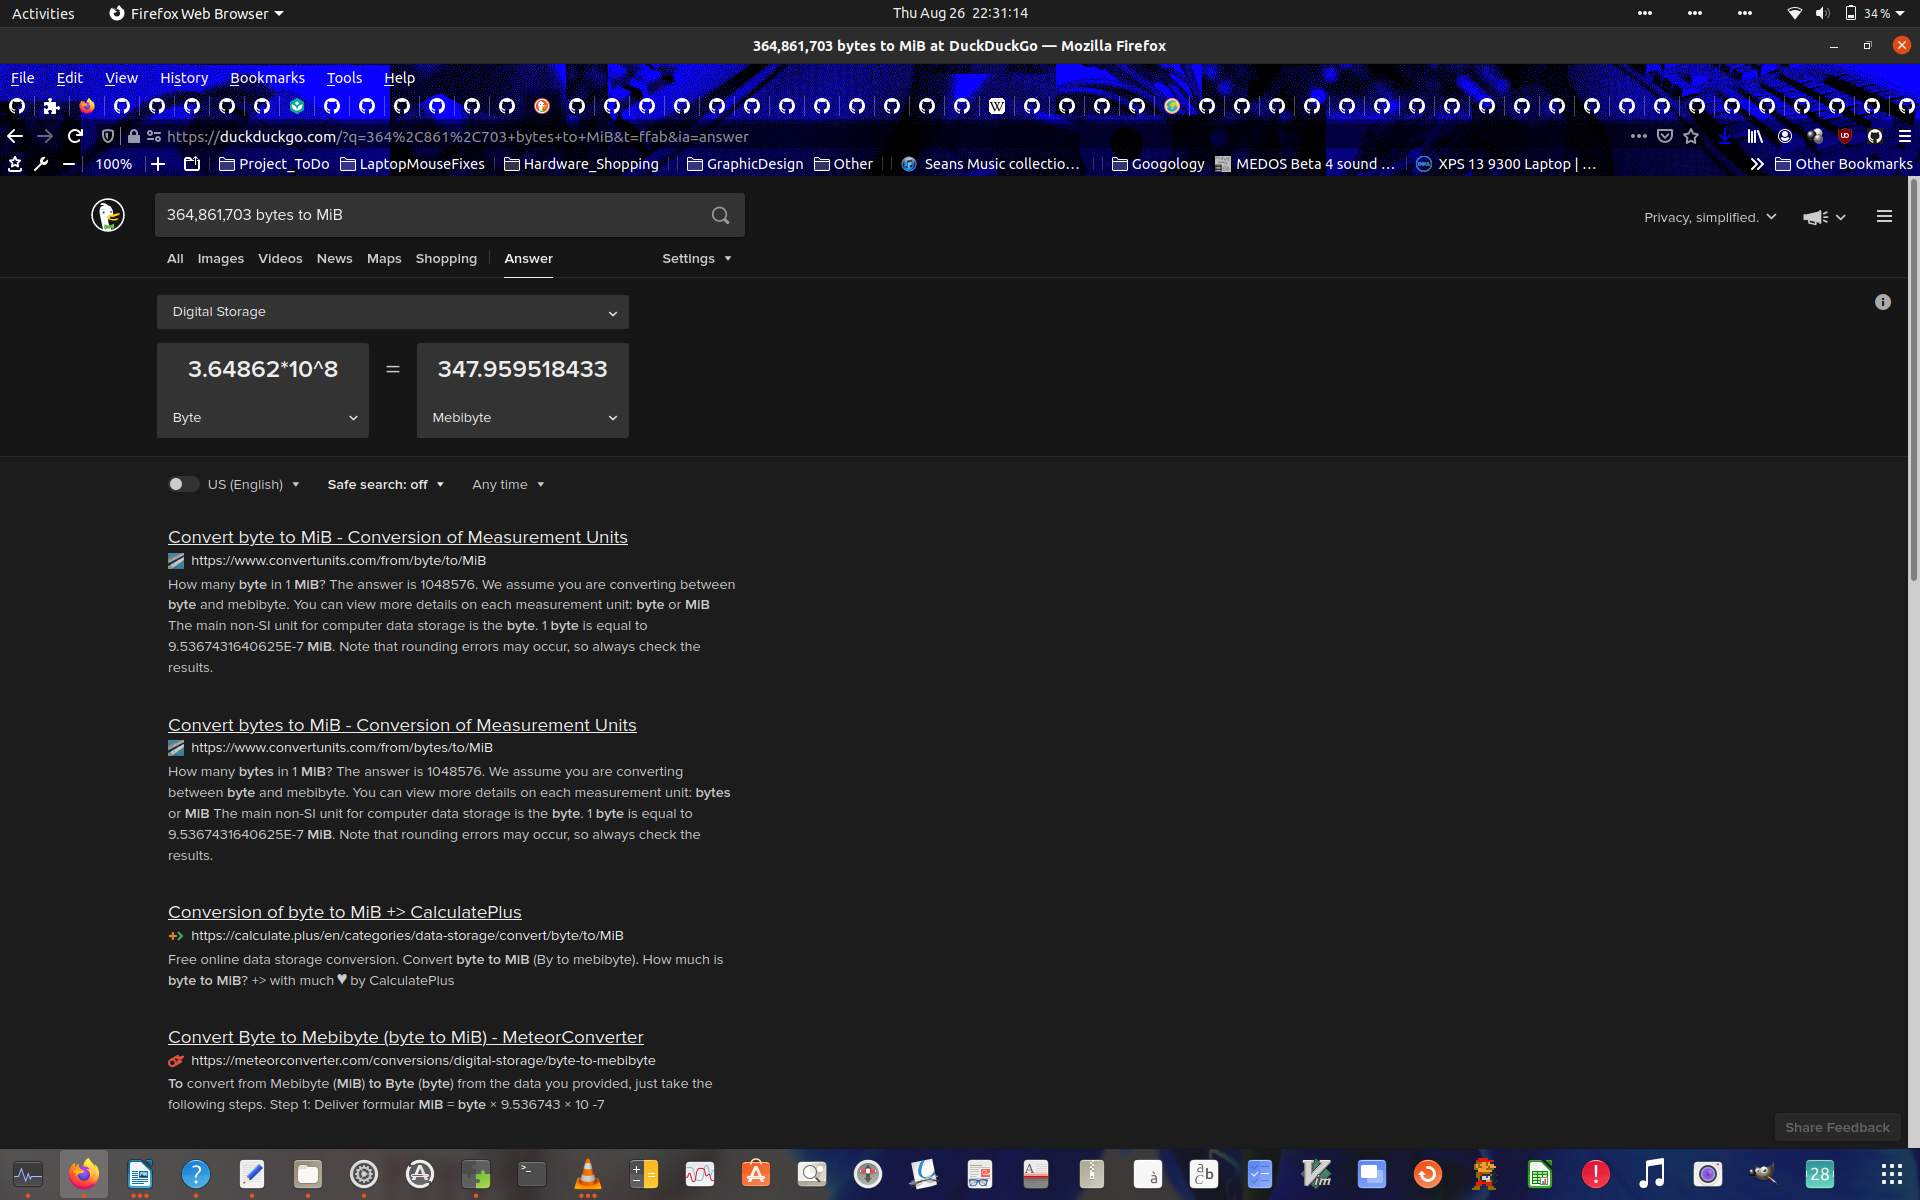 Activities
Firefox Web Browser
Thu Aug 26  22:31:14
34 %
364,861,703 bytes to MiB at DuckDuckGo — Mozilla Firefox
File Edit View History Bookmarks Tools Help
https://duckduckgo.com/?q=364%2C861%2C703+bytes+to+MiB&t=ffab&ia=answer
100% Project_ToDo LaptopMouseFixes Hardware_Shopping GraphicDesign Other Seans Music collectio… Googology MEDOS Beta 4 sound … XPS 13 9300 Laptop | … Other Bookmarks
364,861,703 bytes to MiB
Privacy, simplified.
All Images Videos News Maps Shopping Answer Settings
Digital Storage
3.64862*10^8 = 347.959518433
Byte Mebibyte
US (English) Safe search: off Any time
Convert byte to MiB - Conversion of Measurement Units
https://www.convertunits.com/from/byte/to/MiB
How many byte in 1 MiB? The answer is 1048576. We assume you are converting between
byte and mebibyte. You can view more details on each measurement unit: byte or MiB
The main non-SI unit for computer data storage is the byte. 1 byte is equal to
9.5367431640625E-7 MiB. Note that rounding errors may occur, so always check the
results.
Convert bytes to MiB - Conversion of Measurement Units
https://www.convertunits.com/from/bytes/to/MiB
How many bytes in 1 MiB? The answer is 1048576. We assume you are converting
between byte and mebibyte. You can view more details on each measurement unit: bytes
or MiB The main non-SI unit for computer data storage is the byte. 1 byte is equal to
9.5367431640625E-7 MiB. Note that rounding errors may occur, so always check the
results.
Conversion of byte to MiB +> CalculatePlus
https://calculate.plus/en/categories/data-storage/convert/byte/to/MiB
Free online data storage conversion. Convert byte to MiB (By to mebibyte). How much is
byte to MiB? +> with much ♥ by CalculatePlus
Convert Byte to Mebibyte (byte to MiB) - MeteorConverter
https://meteorconverter.com/conversions/digital-storage/byte-to-mebibyte
To convert from Mebibyte (MiB) to Byte (byte) from the data you provided, just take the
following steps. Step 1: Deliver formular MiB = byte × 9.536743 × 10 -7
Share Feedback
28